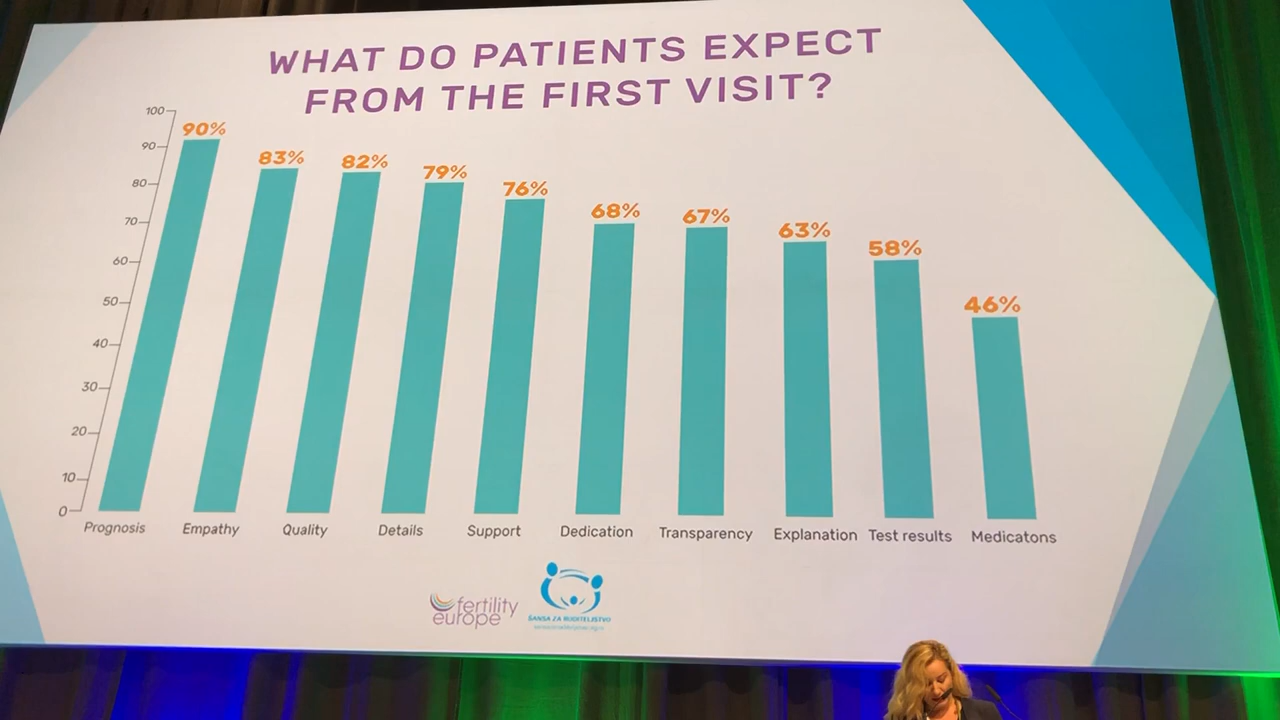 WHAT DO PATIENTS EXPECT
FROM THE FIRST VISIT?
100
90
80
70
60
50
40
30
20
10
0
90%
83%
82%
79%
76%
68%
67%
63%
58%
46%
Prognosis
Empathy
Quality
Details
Support
Dedication
Transparency
Explanation
Test results
Medicatons
fertility
europe
ŠANSA ZA RODITELJSTVO